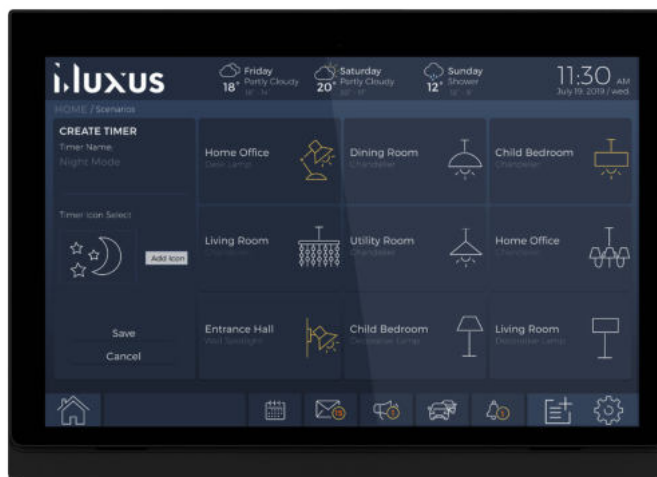 i.luxus
Friday
18° Partly Cloudy
Saturday
20° Partly Cloudy
Sunday
12° Shower
11:30 AM
July 19, 2019 / wed.
HOME / Scenarios
CREATE TIMER
Timer Name:
Night Mode
Timer Icon Select
Add Icon
Save
Cancel
Home Office
Desk Lamp
Dining Room
Chandelier
Child Bedroom
Chandelier
Living Room
Chandelier
Utility Room
Chandelier
Home Office
Chandelier
Entrance Hall
Wall Spotlight
Child Bedroom
Decorative Lamp
Living Room
Decorative Lamp